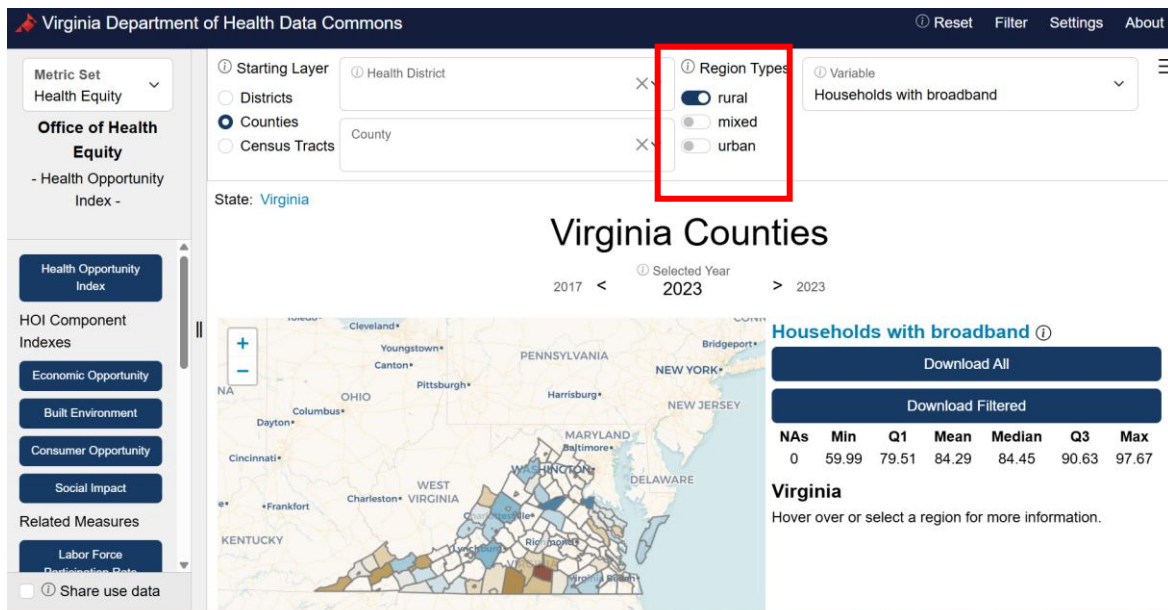 Virginia Department of Health Data Commons
Reset Filter Settings About
Metric Set
Health Equity
Office of Health
Equity
- Health Opportunity
Index -
Health Opportunity
Index
HOI Component
Indexes
Economic Opportunity
Built Environment
Consumer Opportunity
Social Impact
Related Measures
Labor Force
Participation Rate
Share use data
Starting Layer
Districts
Counties
Census Tracts
Health District
County
Region Types
rural
mixed
urban
Variable
Households with broadband
State: Virginia
Virginia Counties
Selected Year
2017 < 2023 > 2023
+
−
Cleveland
Youngstown
Canton
PENNSYLVANIA
Bridgeport
NEW YORK
Pittsburgh
OHIO
Harrisburg
NEW JERSEY
Columbus
Dayton
MARYLAND
Baltimore
Cincinnati
WASHINGTON
DELAWARE
WEST
VIRGINIA
Charleston
Frankfort
KENTUCKY
Lynchburg
Richmond
VIRGINIA
Virginia Beach
Households with broadband
Download All
Download Filtered
NAs Min Q1 Mean Median Q3 Max
0 59.99 79.51 84.29 84.45 90.63 97.67
Virginia
Hover over or select a region for more information.